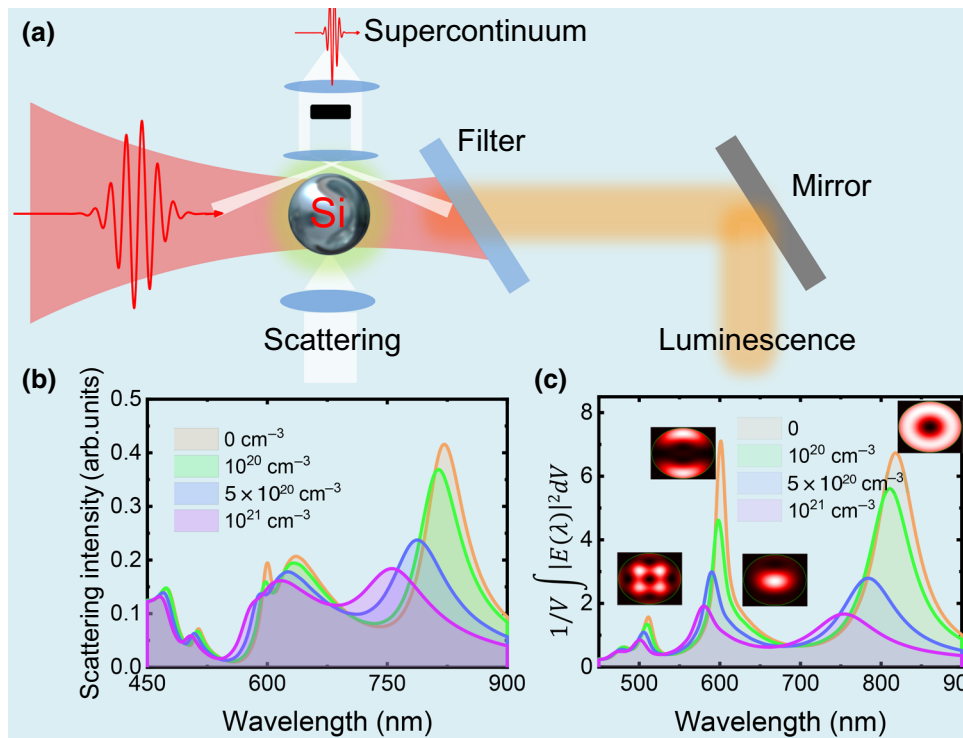 (a)
Supercontinuum
Filter
Mirror
Si
Scattering
Luminescence
(b)
Scattering intensity (arb.units)
0.5
0.4
0.3
0.2
0.1
0.0
0 cm⁻³
10²⁰ cm⁻³
5 × 10²⁰ cm⁻³
10²¹ cm⁻³
450 600 750 900
Wavelength (nm)
(c)
1/V ∫ |E(λ)|²dV
8
6
4
2
0
0
10²⁰ cm⁻³
5 × 10²⁰ cm⁻³
10²¹ cm⁻³
500 600 700 800 90
Wavelength (nm)